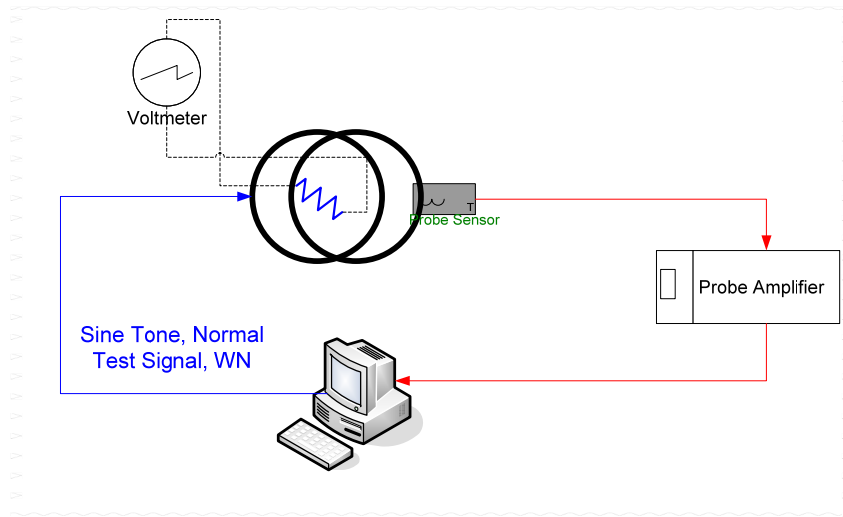 Voltmeter
T
Probe Sensor
Probe Amplifier
Sine Tone, Normal
Test Signal, WN